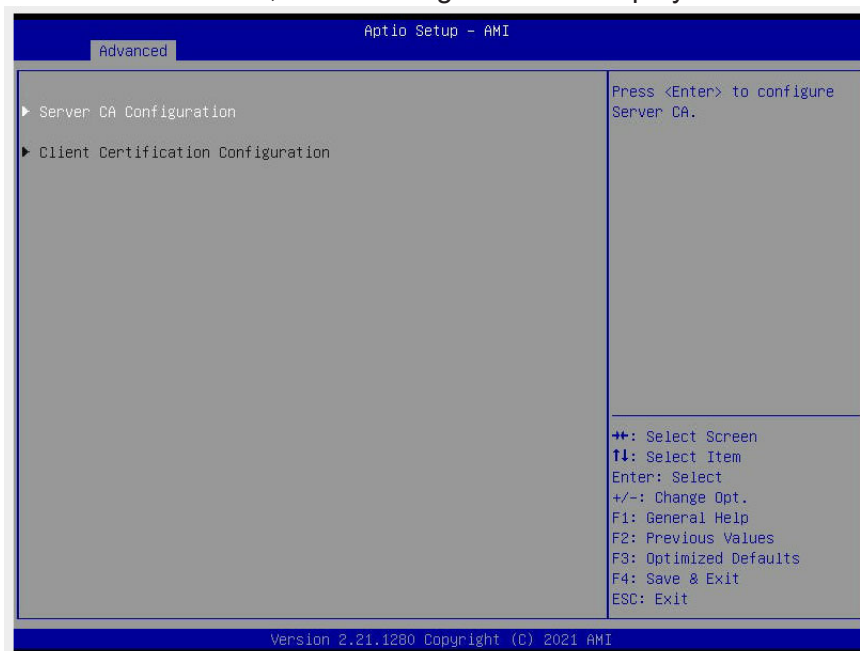 Aptio Setup – AMI
Advanced
▶ Server CA Configuration
▶ Client Certification Configuration
Press <Enter> to configure
Server CA.
→←: Select Screen
↑↓: Select Item
Enter: Select
+/-: Change Opt.
F1: General Help
F2: Previous Values
F3: Optimized Defaults
F4: Save & Exit
ESC: Exit
Version 2.21.1280 Copyright (C) 2021 AMI